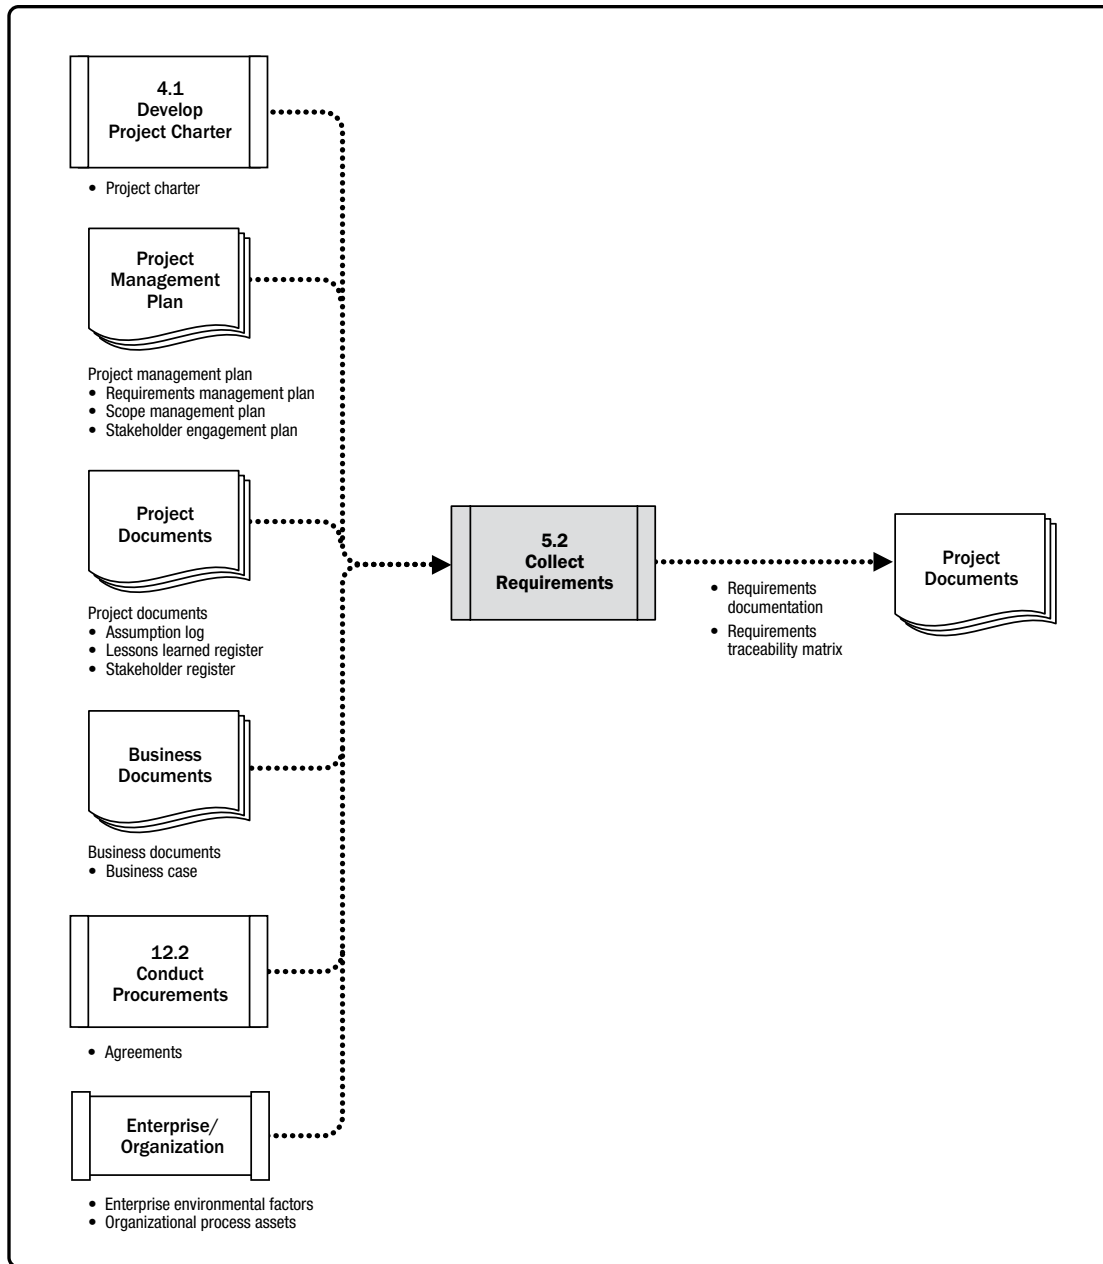 4.1
Develop
Project Charter
• Project charter
Project
Management
Plan
Project management plan
• Requirements management plan
• Scope management plan
• Stakeholder engagement plan
Project
Documents
Project documents
• Assumption log
• Lessons learned register
• Stakeholder register
Business
Documents
Business documents
• Business case
12.2
Conduct
Procurements
• Agreements
Enterprise/
Organization
• Enterprise environmental factors
• Organizational process assets
5.2
Collect
Requirements
• Requirements
documentation
• Requirements
traceability matrix
Project
Documents